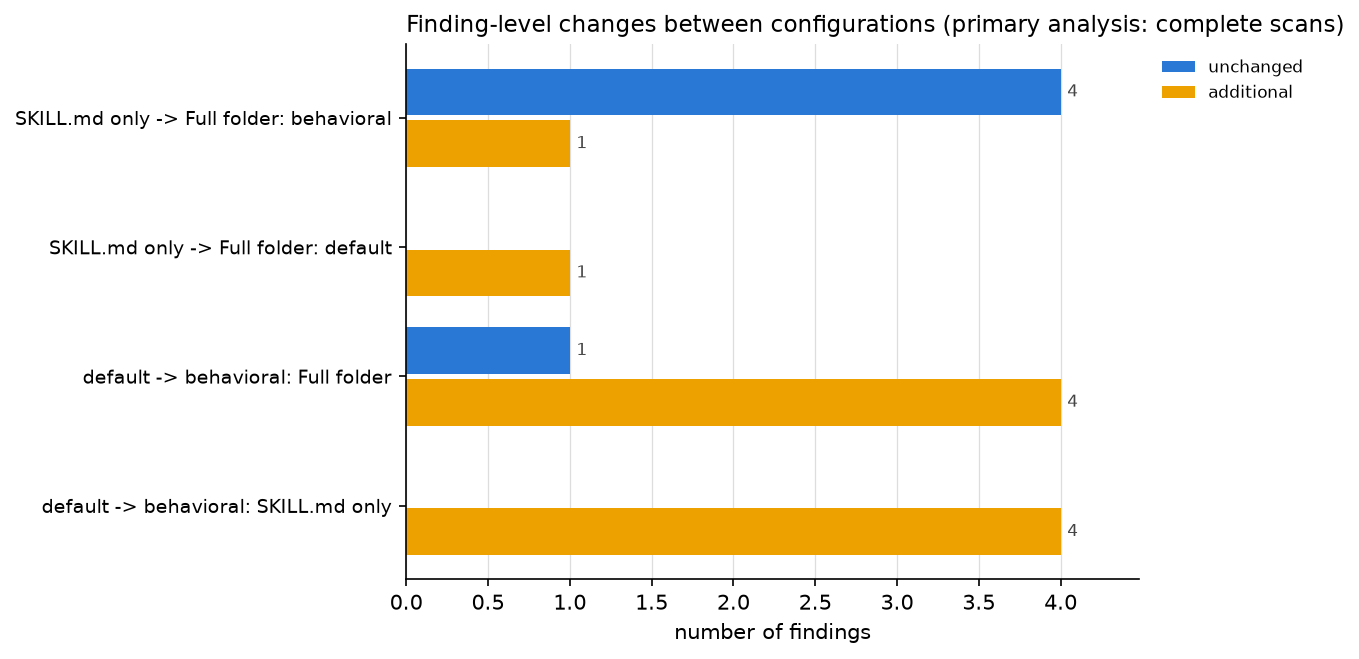 Finding-level changes between configurations (primary analysis: complete scans)
unchanged
additional
SKILL.md only -> Full folder: behavioral
4
1
SKILL.md only -> Full folder: default
1
default -> behavioral: Full folder
1
4
default -> behavioral: SKILL.md only
4
0.0 0.5 1.0 1.5 2.0 2.5 3.0 3.5 4.0
number of findings